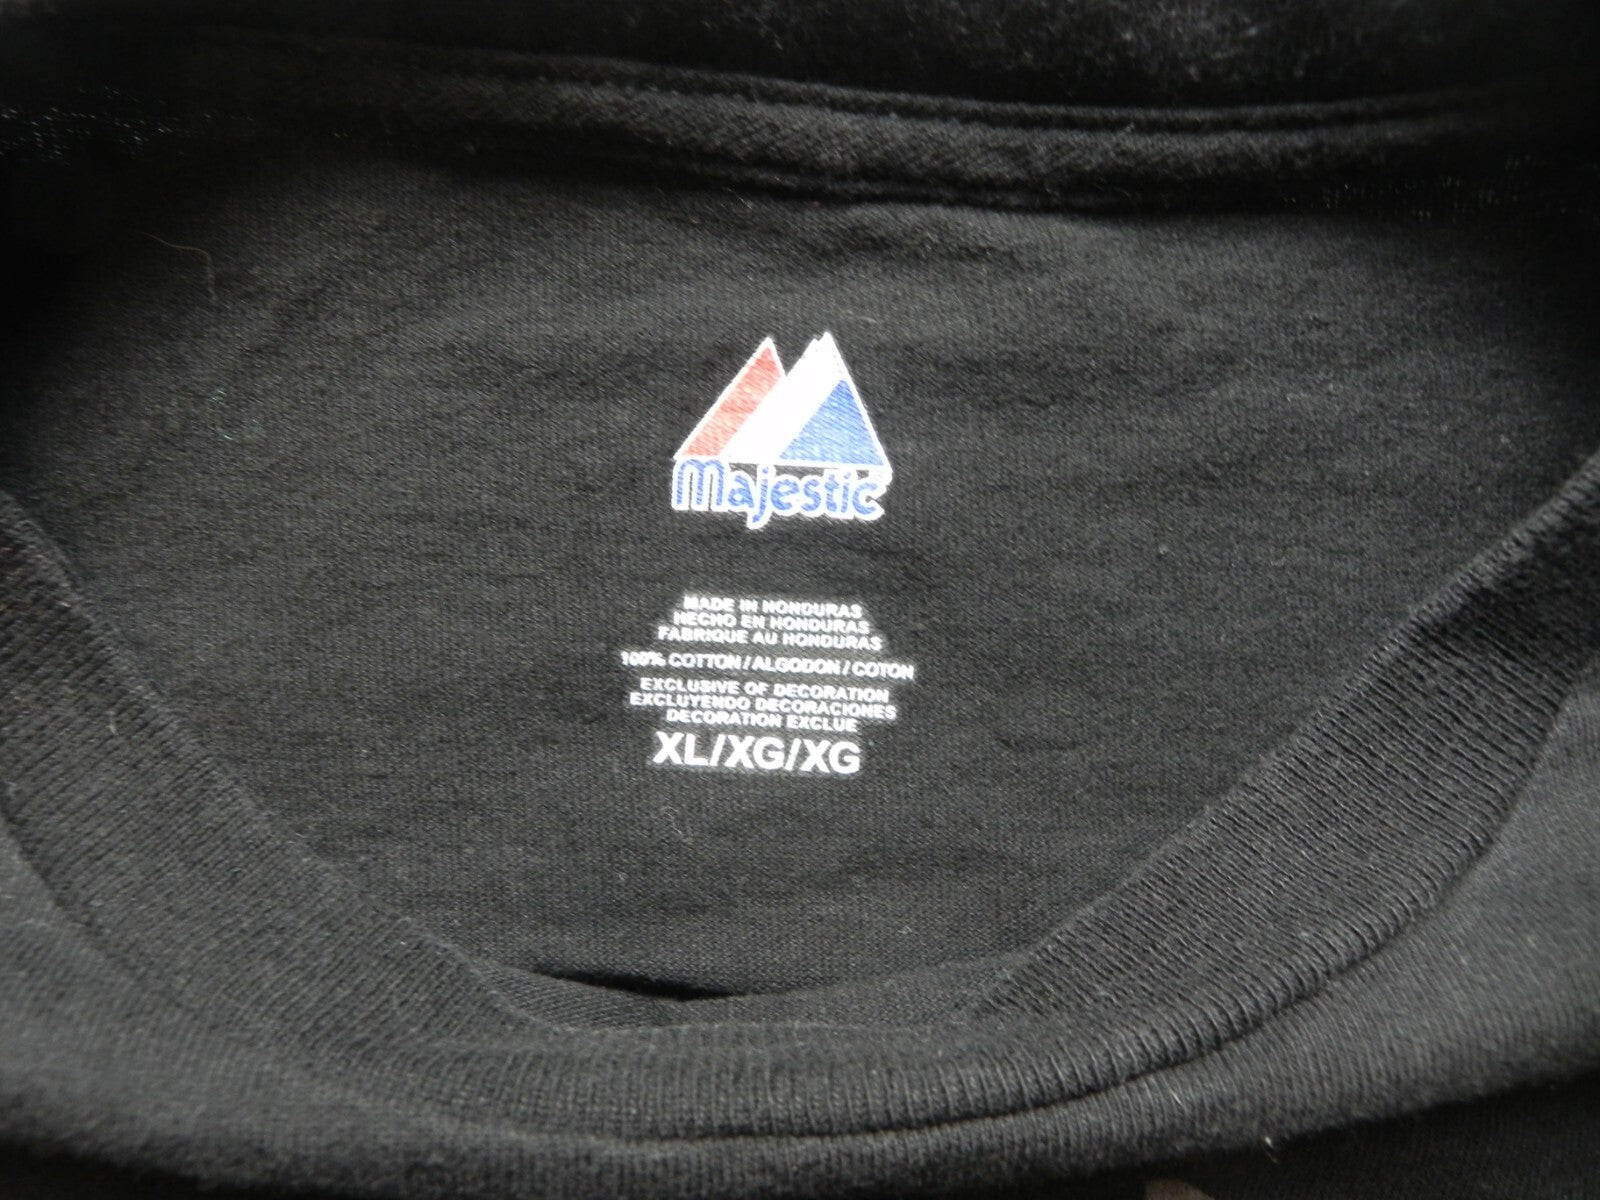 Majestic
MADE IN HONDURAS
HECHO EN HONDURAS
FABRIQUE AU HONDURAS
100% COTTON / ALGODON / COTON
EXCLUSIVE OF DECORATION
EXCLUYENDO DECORACIONES
DECORATION EXCLUE
XL/XG/XG